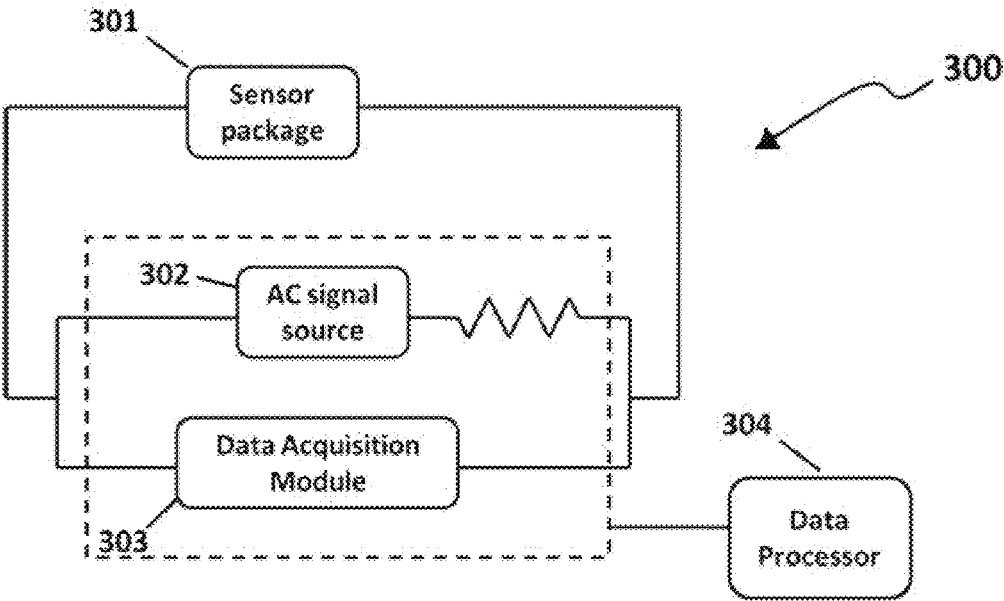 301
300
Sensor
package
302
AC signal
source
304
Data Acquisition
Module
303
Data
Processor